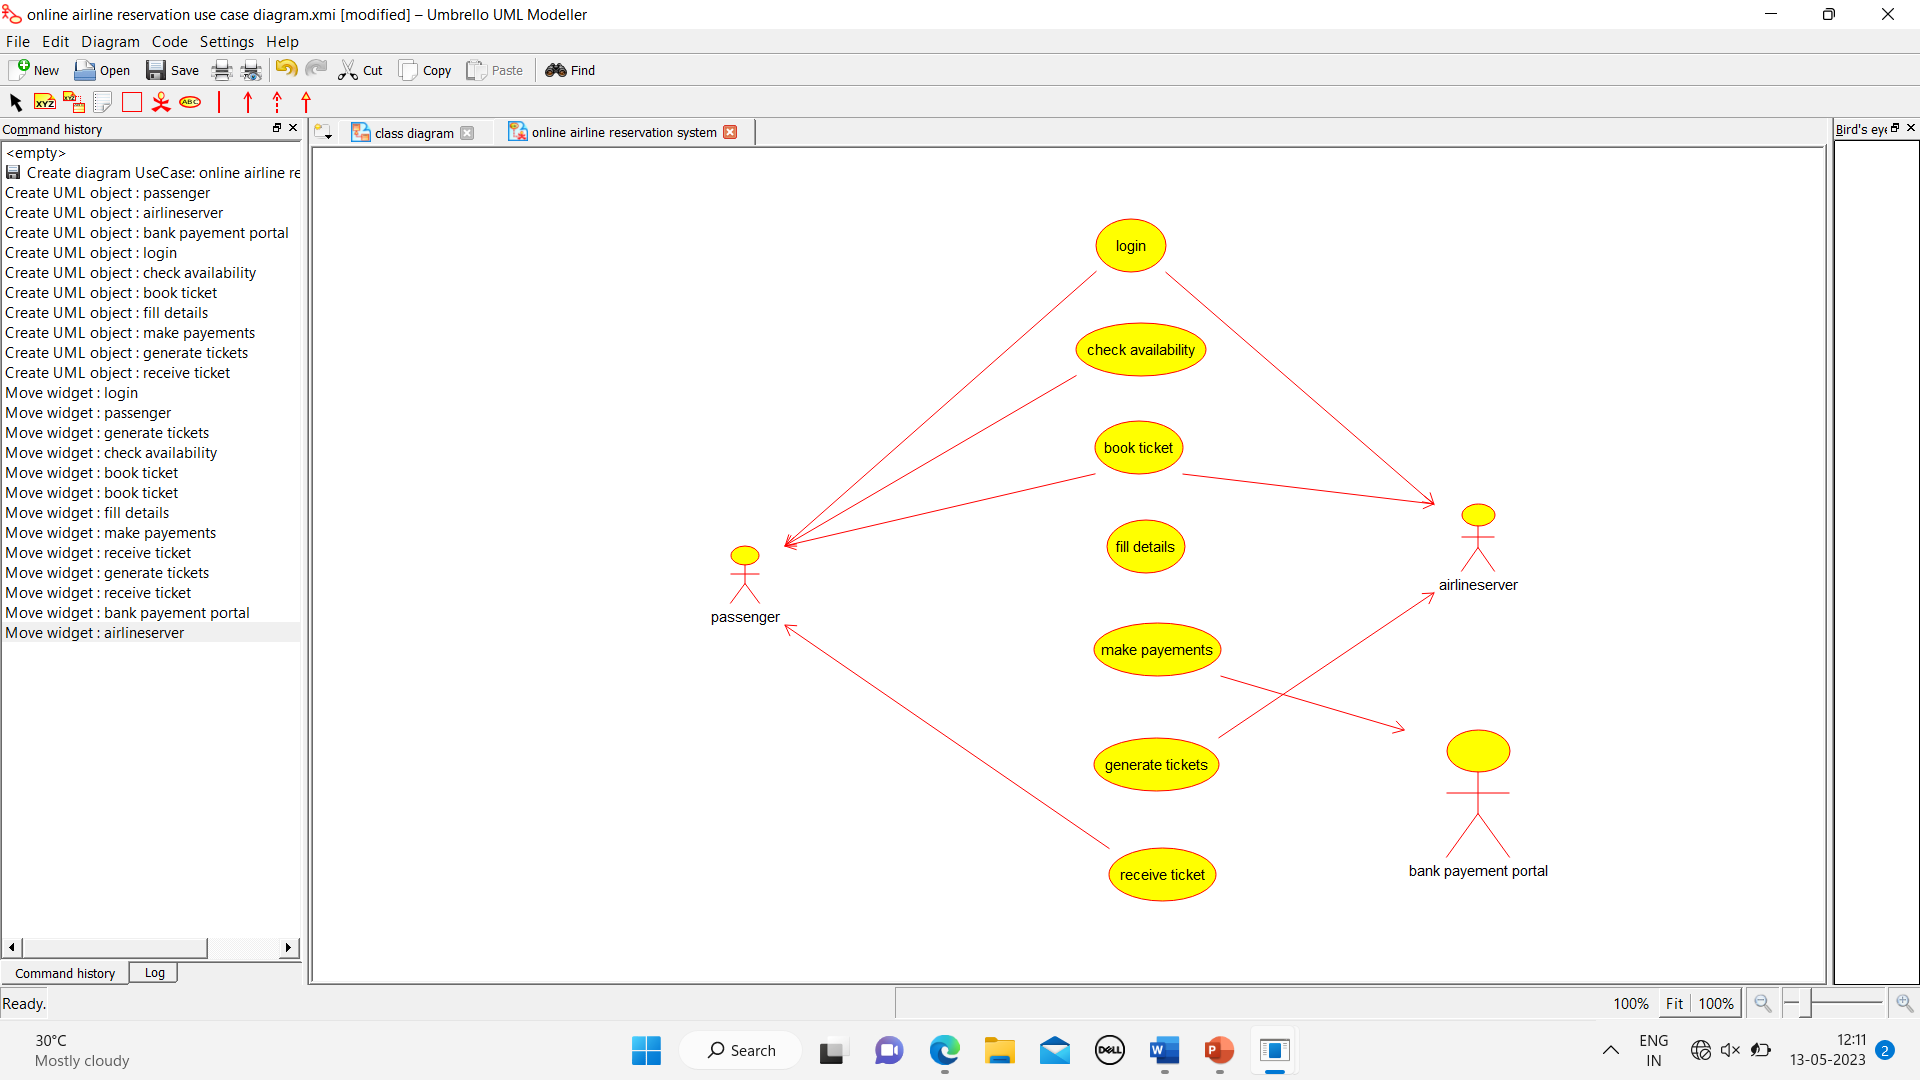 online airline reservation use case diagram.xmi [modified] – Umbrello UML Modeller
File Edit Diagram Code Settings Help
New Open Save Cut Copy Paste Find
XYZ XYZ ABC
Command history
class diagram
online airline reservation system
Bird's eye
<empty>
Create diagram UseCase: online airline re
Create UML object : passenger
Create UML object : airlineserver
Create UML object : bank payement portal
Create UML object : login
Create UML object : check availability
Create UML object : book ticket
Create UML object : fill details
Create UML object : make payements
Create UML object : generate tickets
Create UML object : receive ticket
Move widget : login
Move widget : passenger
Move widget : generate tickets
Move widget : check availability
Move widget : book ticket
Move widget : book ticket
Move widget : fill details
Move widget : make payements
Move widget : receive ticket
Move widget : generate tickets
Move widget : receive ticket
Move widget : bank payement portal
Move widget : airlineserver
login
check availability
book ticket
fill details
airlineserver
passenger
make payements
generate tickets
bank payement portal
receive ticket
Command history Log
Ready.
100% Fit 100%
30°C
Mostly cloudy
Search
DELL
W
P
ENG
IN
12:11
13-05-2023
2